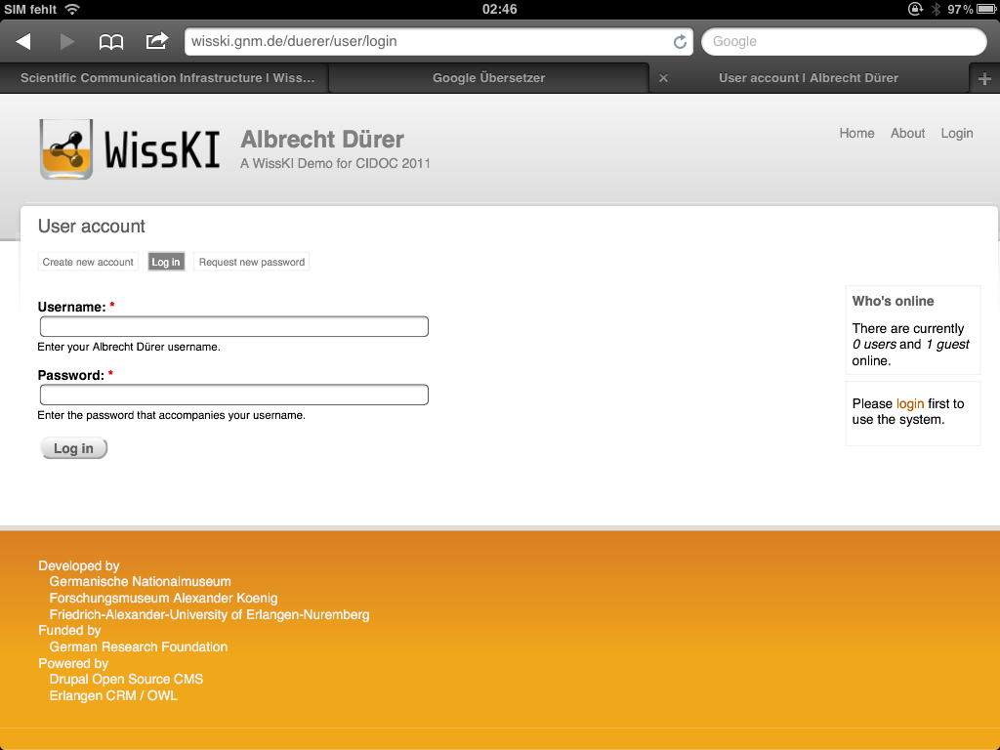 SIM fehlt 02:46 97%
wisski.gnm.de/duerer/user/login Google
Scientific Communication Infrastructure | Wiss... Google Übersetzer User account | Albrecht Dürer
WissKI
Albrecht Dürer
A WissKI Demo for CIDOC 2011
Home About Login
User account
Create new account Log in Request new password
Username: *
Enter your Albrecht Dürer username.
Password: *
Enter the password that accompanies your username.
Log in
Who's online
There are currently
0 users and 1 guest
online.
Please login first to
use the system.
Developed by
Germanische Nationalmuseum
Forschungsmuseum Alexander Koenig
Friedrich-Alexander-University of Erlangen-Nuremberg
Funded by
German Research Foundation
Powered by
Drupal Open Source CMS
Erlangen CRM / OWL